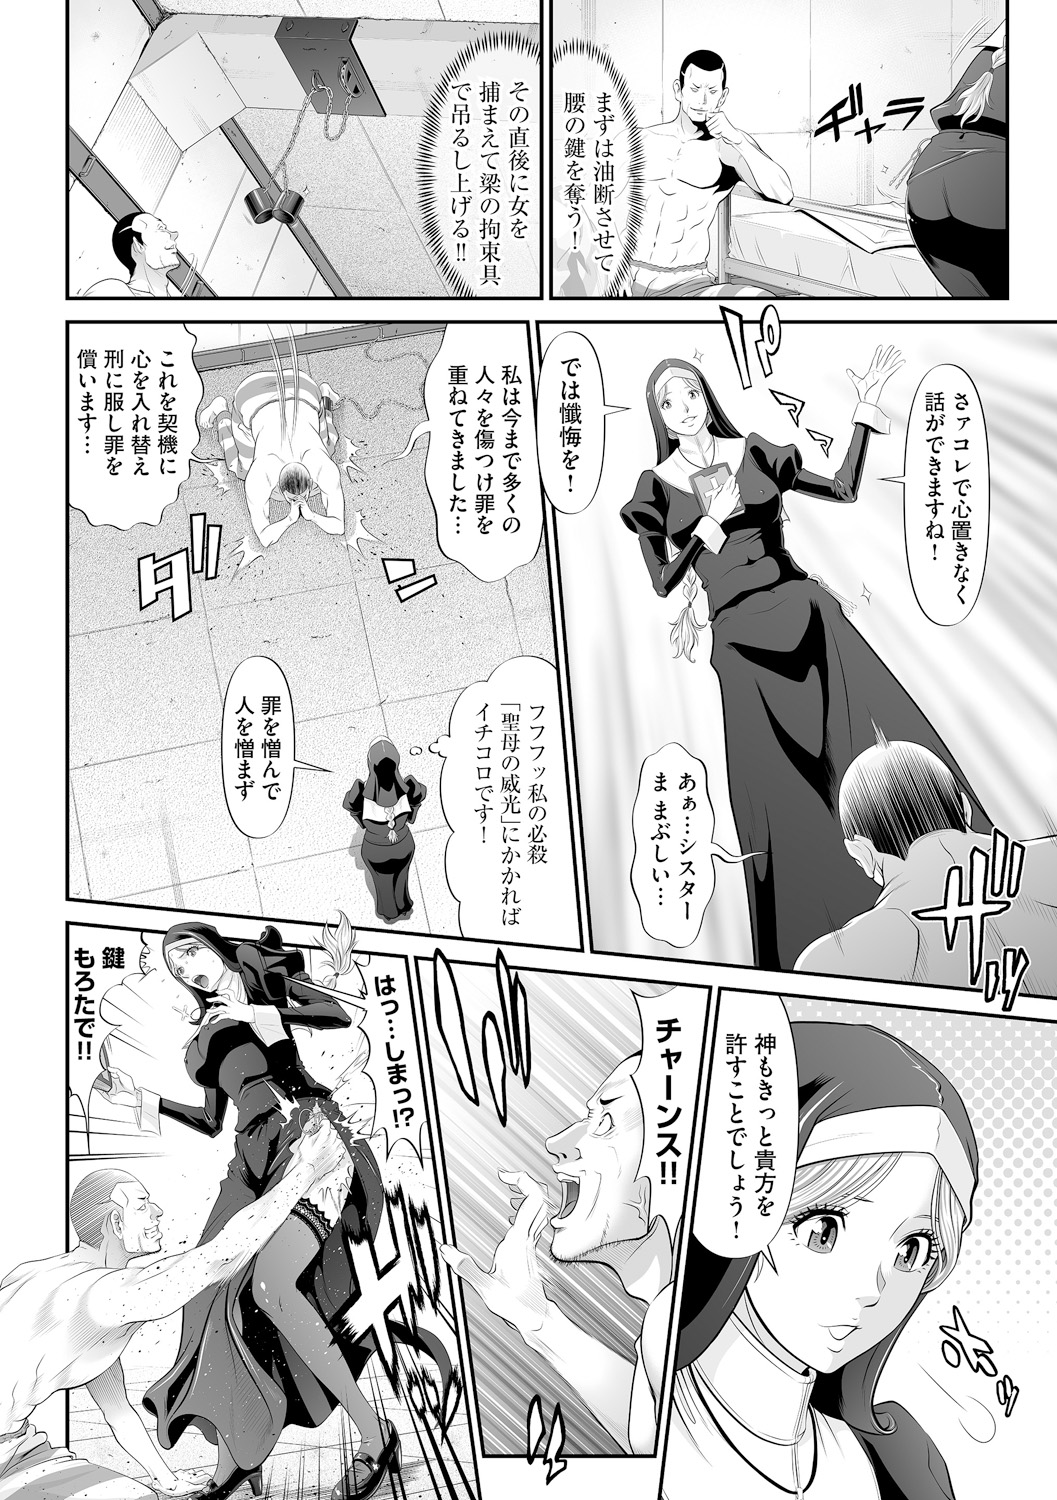 まずは油断させて
腰の鍵を奪う!
ギャラ
その直後に女を
捕まえて梁の拘束具
で吊るし上げる!!
さァコレで心置きなく
話ができますね!
では懺悔を!
あぁ…シスター
ま まぶしい…
私は今まで多くの
人々を傷つけ罪を
重ねてきました…
これを契機に
心を入れ替え
刑に服し罪を
償います…
ダン
フフフッ私の必殺
「聖母の威光」にかかれば
イチコロです!
罪を憎んで
人を憎まず
神もきっと貴方を
許すことでしょう!
ホッ
チャーンス!!
はっ…しまっ!?
鍵
もろたで!!